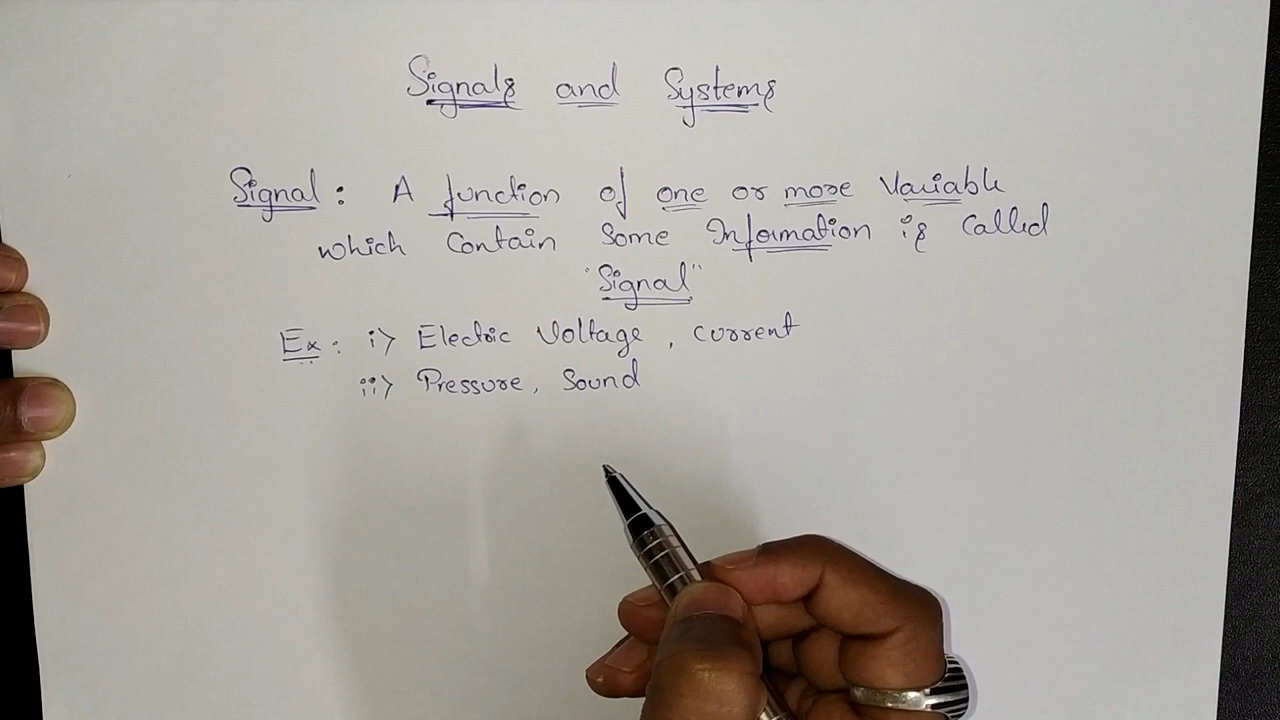 Signals and Systems
Signal: A function of one or more Variable
which Contain Some Information is Called
"Signal"
Ex: i> Electric Voltage, current
ii> Pressure, Sound